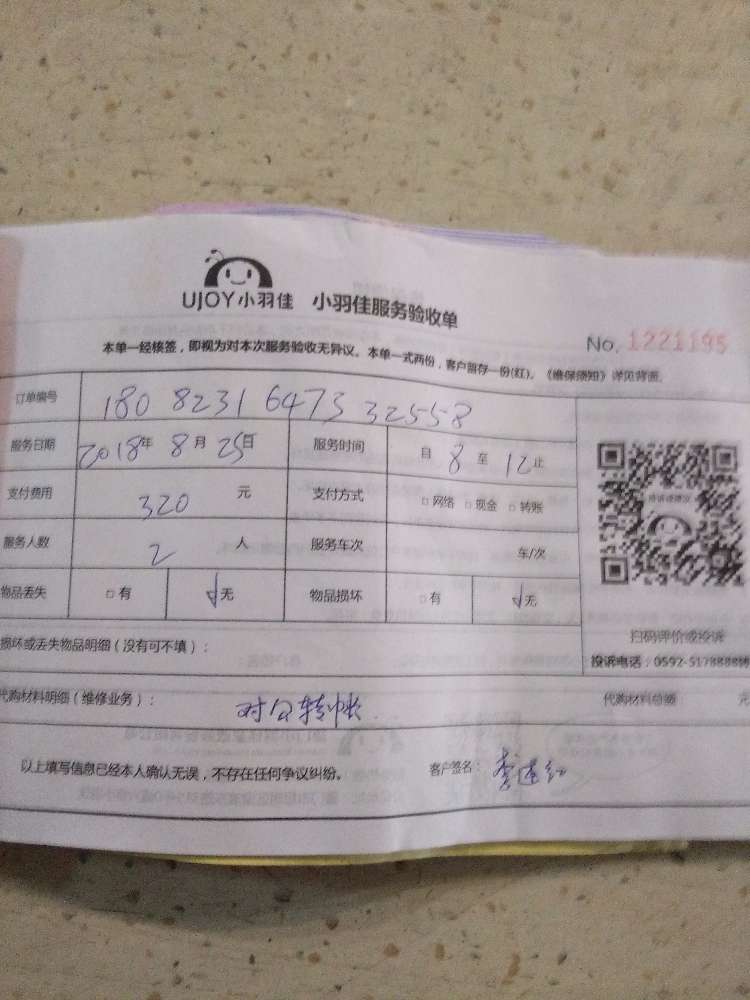 UJOY小羽佳 小羽佳服务验收单
No. 1221195
本单一经核签，即视为对本次服务验收无异议。本单一式两份，客户留存一份(红)。《维保须知》详见背面。
订单编号 180 8231 6473 32558
服务日期 2018年 8月 25日 服务时间 自 8 至 12 止
支付费用 320 元 支付方式 □网络 □现金 □转账
服务人数 2 人 服务车次 车/次
物品丢失 □有 √无 物品损坏 □有 √无
扫码评价或投诉
损坏或丢失物品明细（没有可不填）：
投诉电话：0592-5178888
代购材料明细（维修业务）： 对公转帐 代购材料总额 元
以上填写信息已经本人确认无误，不存在任何争议纠纷。 客户签名：李建红